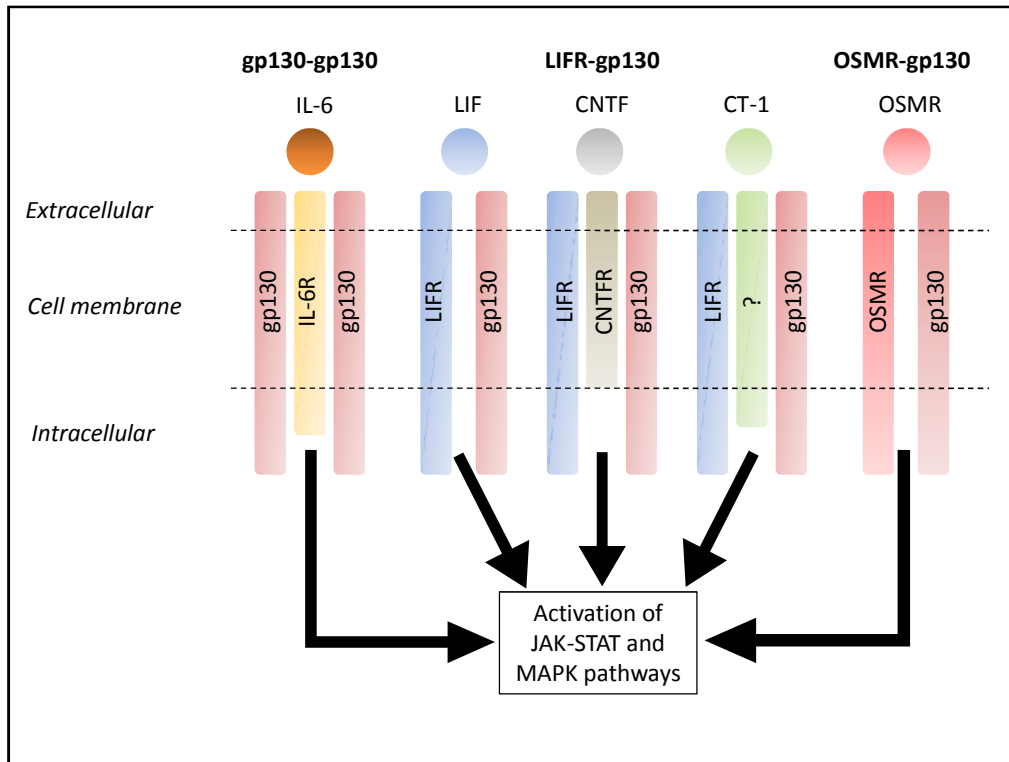 gp130-gp130
LIFR-gp130
OSMR-gp130
IL-6
LIF
CNTF
CT-1
OSMR
Extracellular
Cell membrane
Intracellular
gp130
IL-6R
gp130
LIFR
gp130
LIFR
CNTFR
gp130
LIFR
?
gp130
OSMR
gp130
Activation of
JAK-STAT and
MAPK pathways